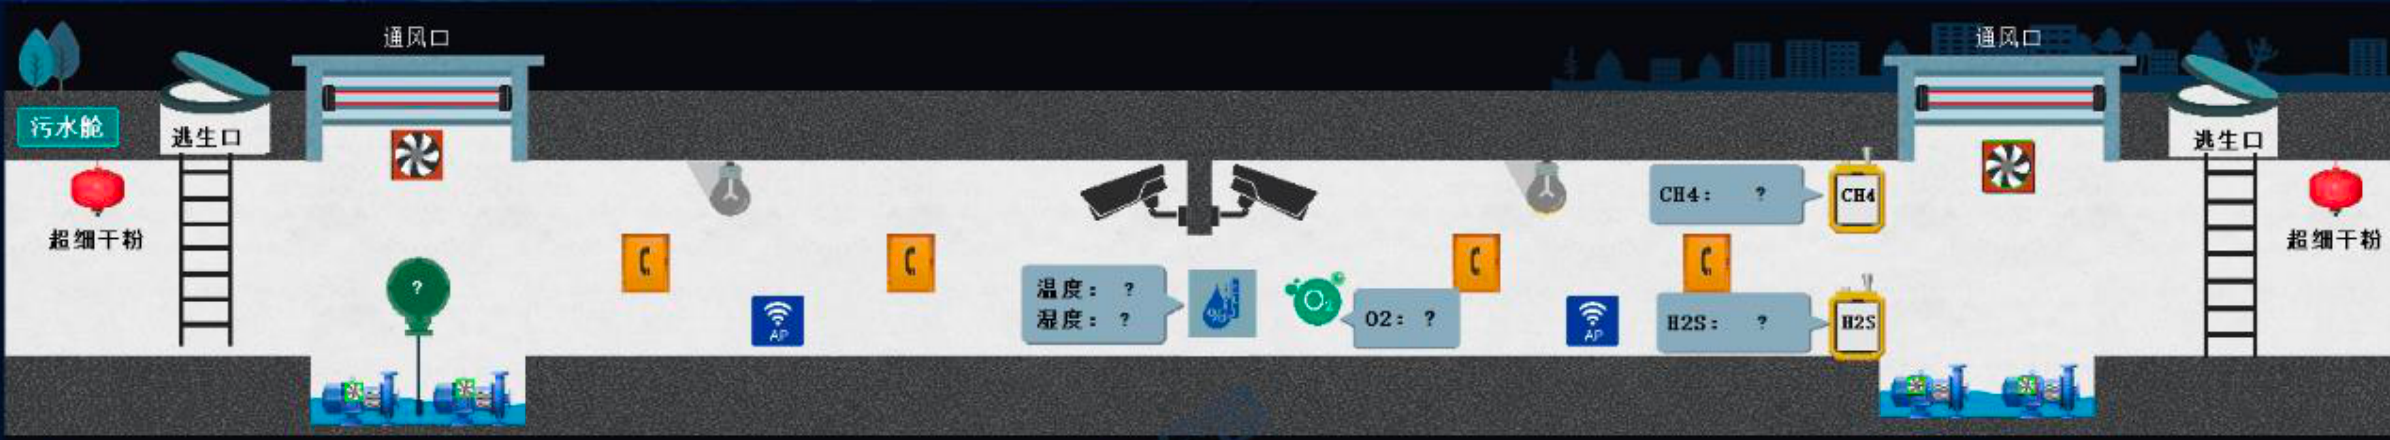 通风口
通风口
污水舱
逃生口
逃生口
CH4： ?
CH4
超细干粉
超细干粉
?
温度： ?
湿度： ?
%
O2
O2： ?
AP
AP
H2S： ?
H2S